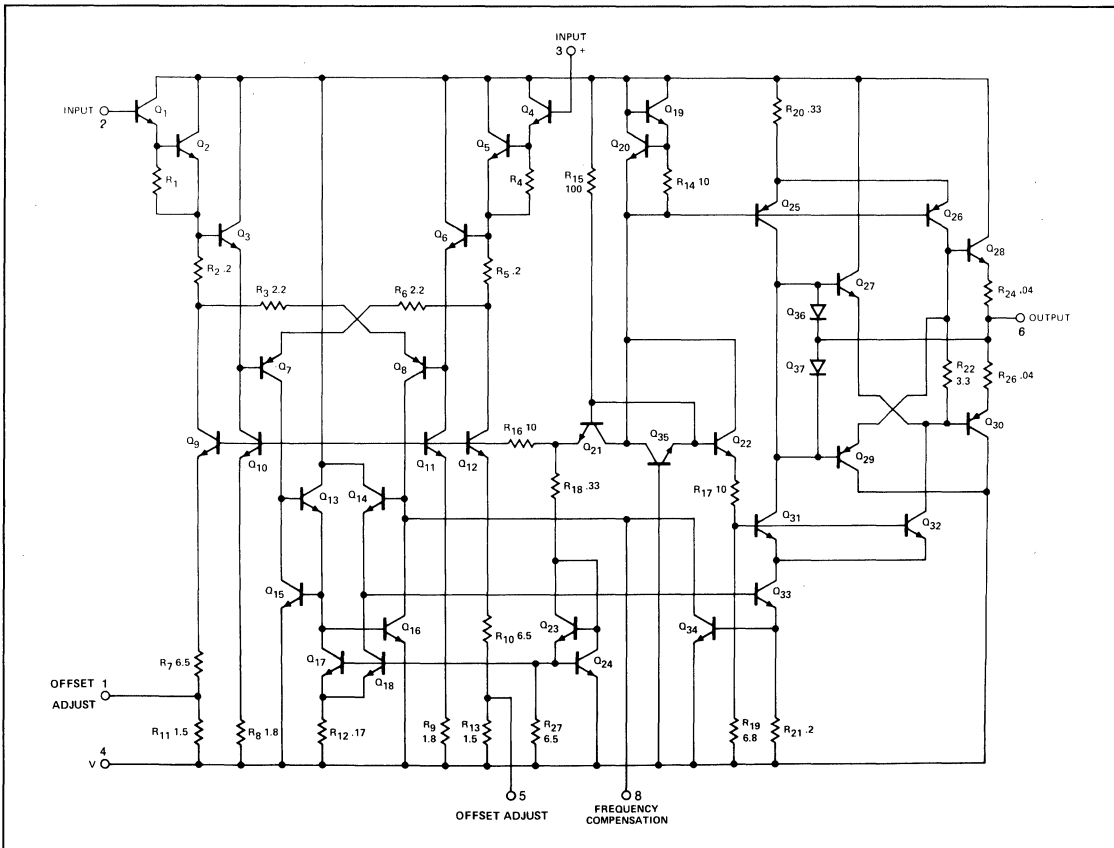 INPUT
3 +
INPUT
2
Q1
Q2
R1
Q3
R2 .2
Q4
Q5
R4
Q6
R5 .2
R3 2.2
R6 2.2
Q7
Q8
R15
100
Q19
Q20
R14 10
R20 .33
Q25
Q26
Q27
Q28
R24 .04
Q36
Q37
OUTPUT
6
R22
3.3
R26 .04
Q30
Q29
Q9
Q10
Q11
Q12
R16 10
Q21
Q35
Q22
R18 .33
R17 10
Q13
Q14
Q31
Q32
Q15
Q16
Q33
Q34
Q17
Q18
R10 6.5
Q23
Q24
R7 6.5
OFFSET 1
ADJUST
R11 1.5
R8 1.8
R12 .17
R9
1.8
R13
1.5
R27
6.5
R19
6.8
R21 .2
4
V
5
OFFSET ADJUST
8
FREQUENCY
COMPENSATION